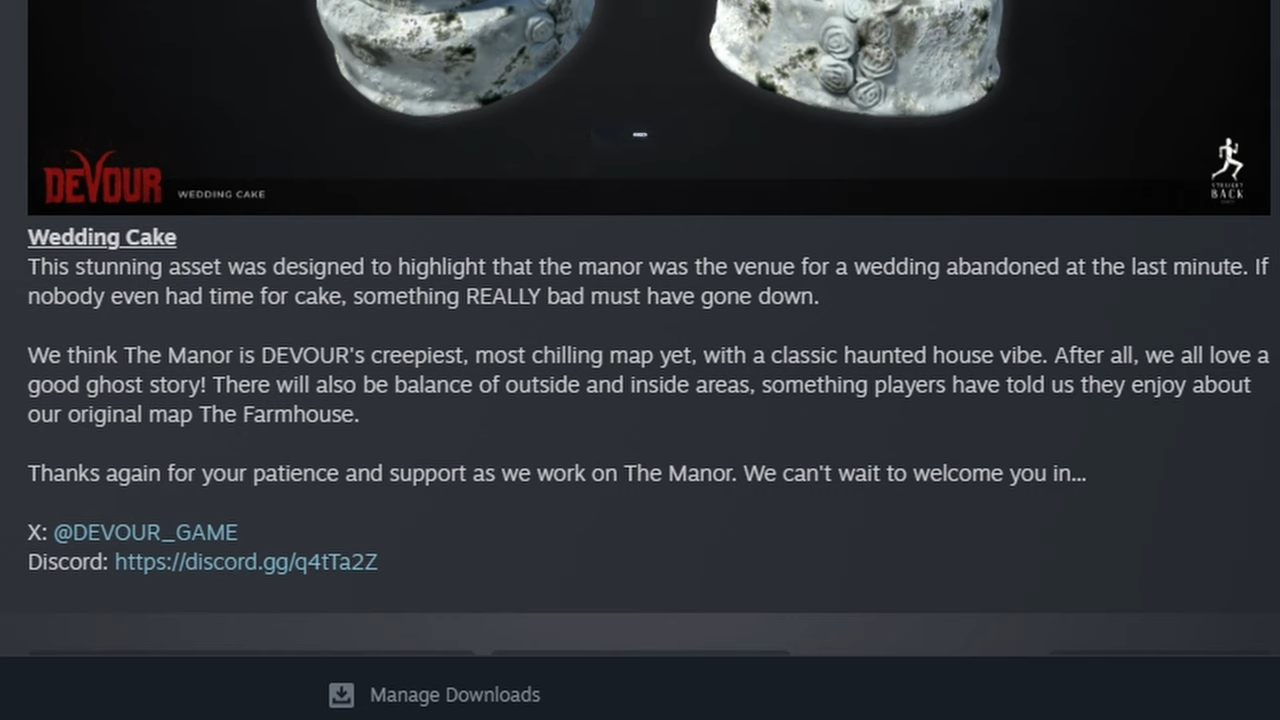 DEVOUR WEDDING CAKE
STRAIGHT
BACK
Wedding Cake
This stunning asset was designed to highlight that the manor was the venue for a wedding abandoned at the last minute. If
nobody even had time for cake, something REALLY bad must have gone down.
We think The Manor is DEVOUR's creepiest, most chilling map yet, with a classic haunted house vibe. After all, we all love a
good ghost story! There will also be balance of outside and inside areas, something players have told us they enjoy about
our original map The Farmhouse.
Thanks again for your patience and support as we work on The Manor. We can't wait to welcome you in...
X: @DEVOUR_GAME
Discord: https://discord.gg/q4tTa2Z
Manage Downloads